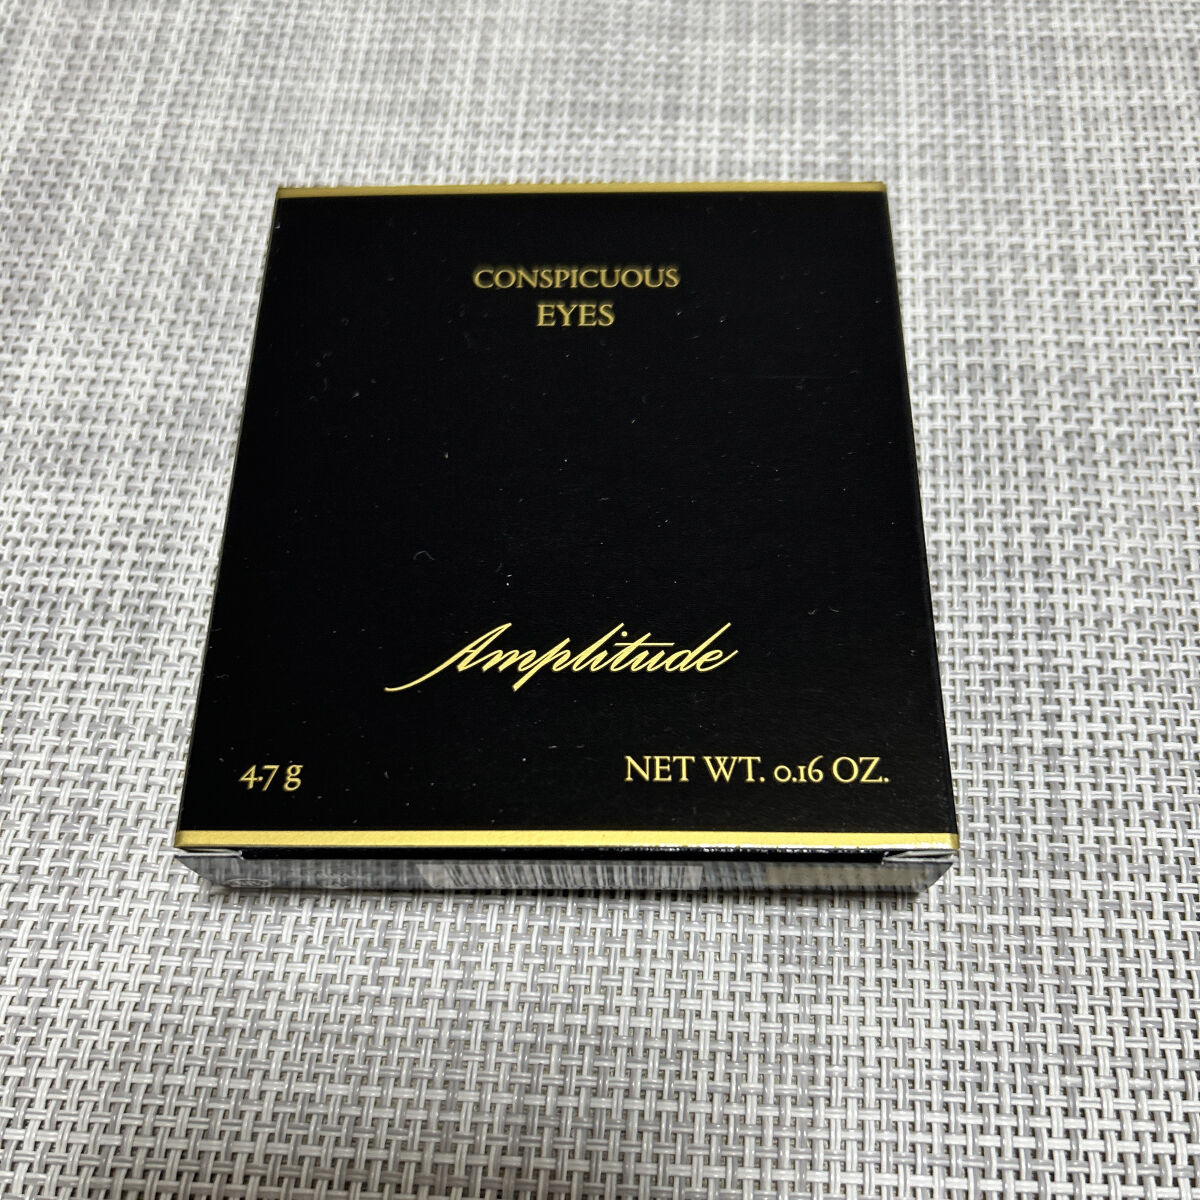 CONSPICUOUS
EYES
Amplitude
4.7 g NET WT. 0.16 OZ.